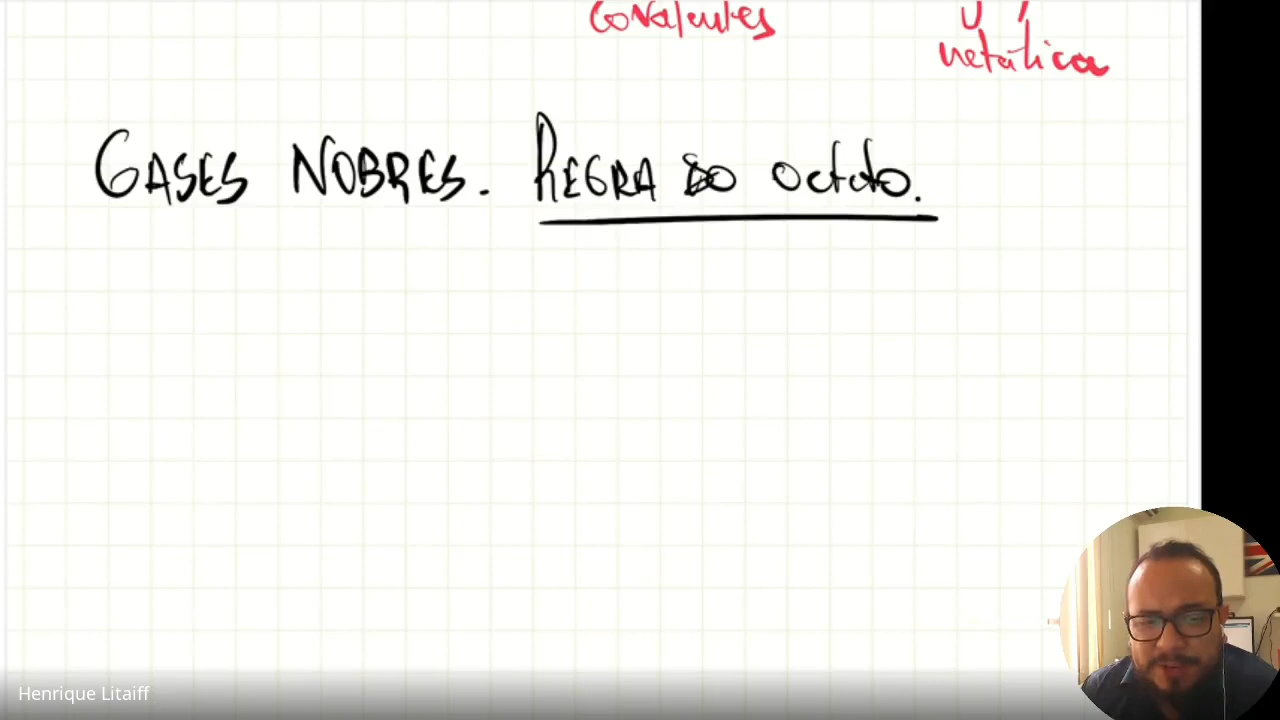 Covalentes
metálica
GASES NOBRES. REGRA do octeto.
Henrique Litaiff